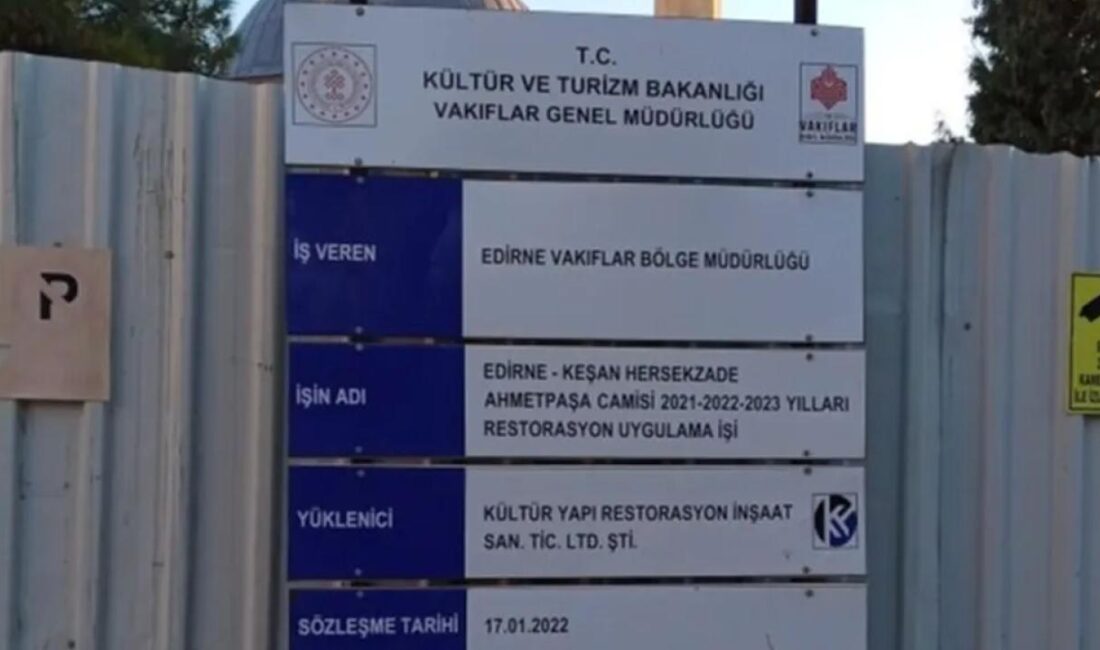 T.C.
KÜLTÜR VE TURİZM BAKANLIĞI
VAKIFLAR GENEL MÜDÜRLÜĞÜ
VAKIFLAR
İŞ VEREN
EDİRNE VAKIFLAR BÖLGE MÜDÜRLÜĞÜ
İŞİN ADI
EDİRNE - KEŞAN HERSEKZADE
AHMETPAŞA CAMİSİ 2021-2022-2023 YILLARI
RESTORASYON UYGULAMA İŞİ
YÜKLENİCİ
KÜLTÜR YAPI RESTORASYON İNŞAAT
SAN. TİC. LTD. ŞTİ.
SÖZLEŞME TARİHİ
17.01.2022
P